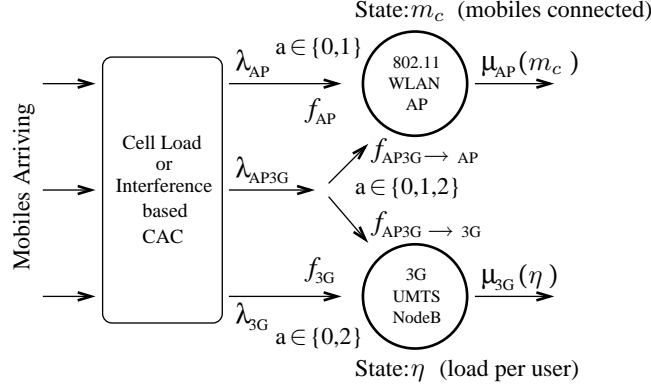 State: m_c (mobiles connected)
Mobiles Arriving
Cell Load
or
Interference
based
CAC
λ_AP
a ∈ {0,1}
f_AP
802.11
WLAN
AP
μ_AP(m_c)
λ_AP3G
f_AP3G → AP
a ∈ {0,1,2}
f_AP3G → 3G
f_3G
λ_3G
a ∈ {0,2}
3G
UMTS
NodeB
μ_3G(η)
State: η (load per user)